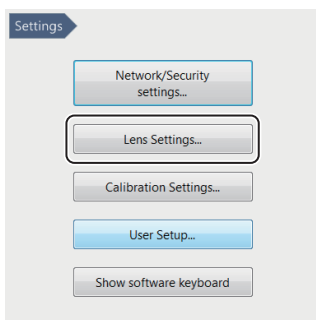 Settings
Network/Security
settings...
Lens Settings...
Calibration Settings...
User Setup...
Show software keyboard